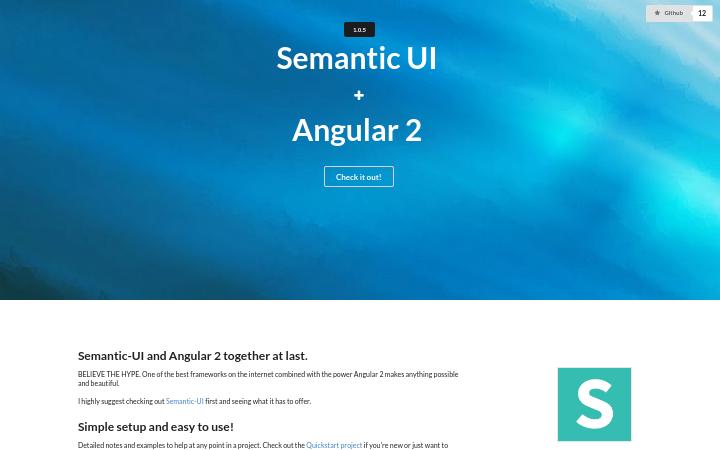 Github 12
1.0.5
Semantic UI
+
Angular 2
Check it out!
Semantic-UI and Angular 2 together at last.
BELIEVE THE HYPE. One of the best frameworks on the internet combined with the power Angular 2 makes anything possible
and beautiful.
I highly suggest checking out Semantic-UI first and seeing what it has to offer.
S
Simple setup and easy to use!
Detailed notes and examples to help at any point in a project. Check out the Quickstart project if you're new or just want to